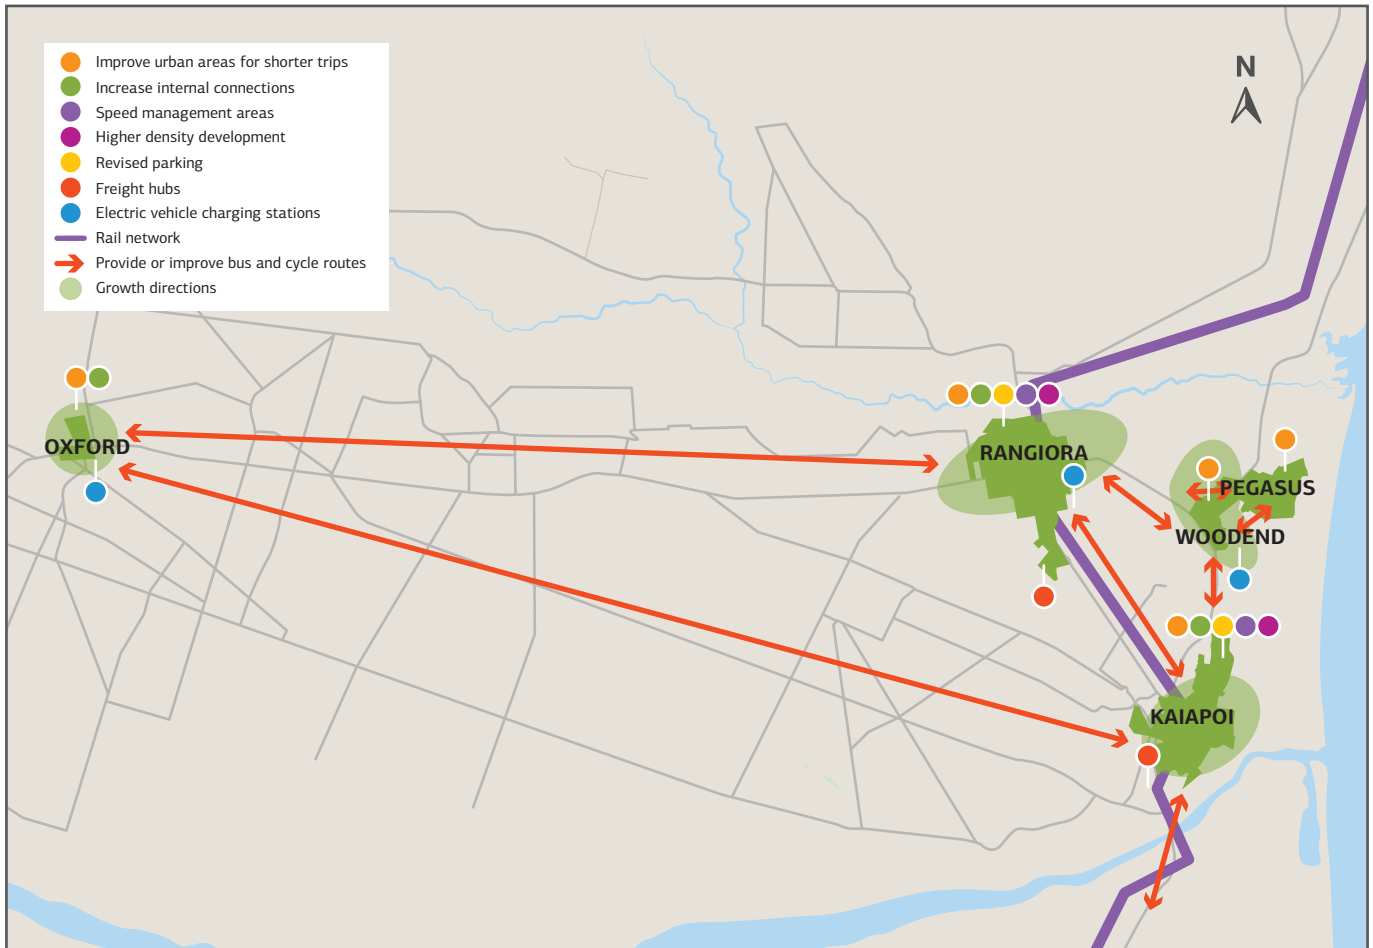 Improve urban areas for shorter trips
Increase internal connections
Speed management areas
Higher density development
Revised parking
Freight hubs
Electric vehicle charging stations
Rail network
Provide or improve bus and cycle routes
Growth directions
N
OXFORD
RANGIORA
PEGASUS
WOODEND
KAIAPOI